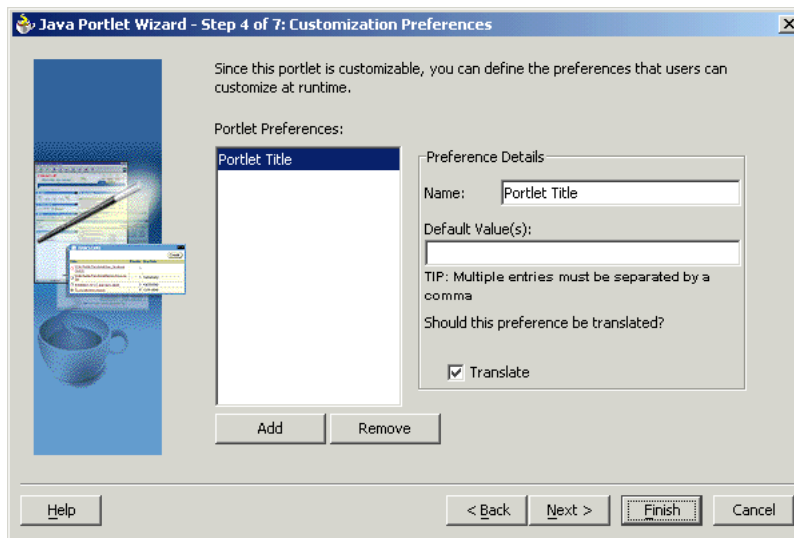 Java Portlet Wizard - Step 4 of 7: Customization Preferences
Since this portlet is customizable, you can define the preferences that users can
customize at runtime.
Portlet Preferences:
Portlet Title
Preference Details
Name: Portlet Title
Default Value(s):
TIP: Multiple entries must be separated by a
comma
Should this preference be translated?
Translate
Add Remove
Help < Back Next > Finish Cancel